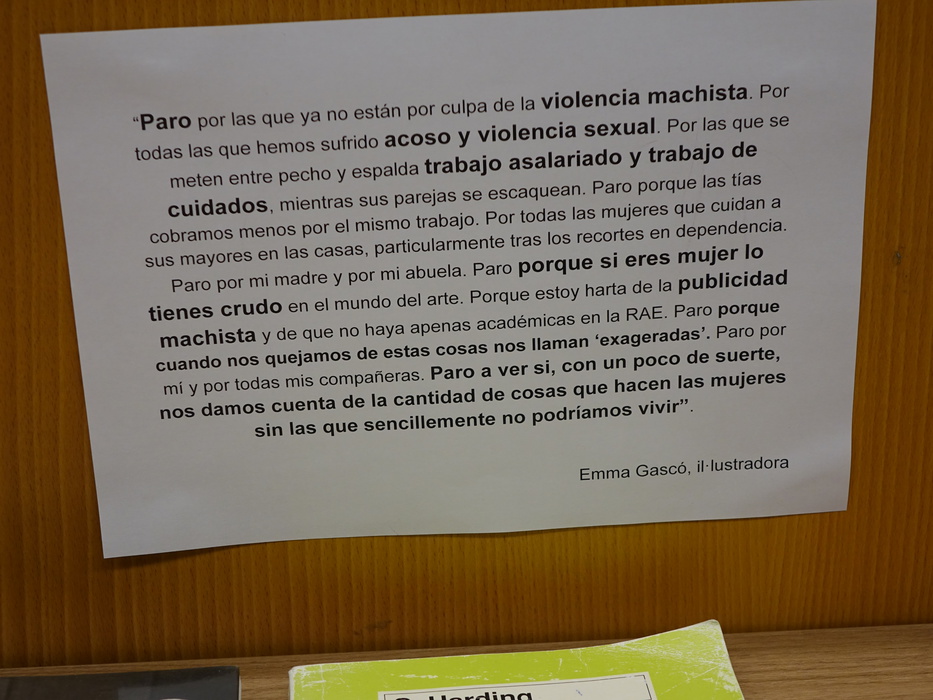 “Paro por las que ya no están por culpa de la violencia machista. Por
todas las que hemos sufrido acoso y violencia sexual. Por las que se
meten entre pecho y espalda trabajo asalariado y trabajo de
cuidados, mientras sus parejas se escaquean. Paro porque las tías
cobramos menos por el mismo trabajo. Por todas las mujeres que cuidan a
sus mayores en las casas, particularmente tras los recortes en dependencia.
Paro por mi madre y por mi abuela. Paro porque si eres mujer lo
tienes crudo en el mundo del arte. Porque estoy harta de la publicidad
machista y de que no haya apenas académicas en la RAE. Paro porque
cuando nos quejamos de estas cosas nos llaman ‘exageradas’. Paro por
mí y por todas mis compañeras. Paro a ver si, con un poco de suerte,
nos damos cuenta de la cantidad de cosas que hacen las mujeres
sin las que sencillemente no podríamos vivir”.
Emma Gascó, il·lustradora
Harding